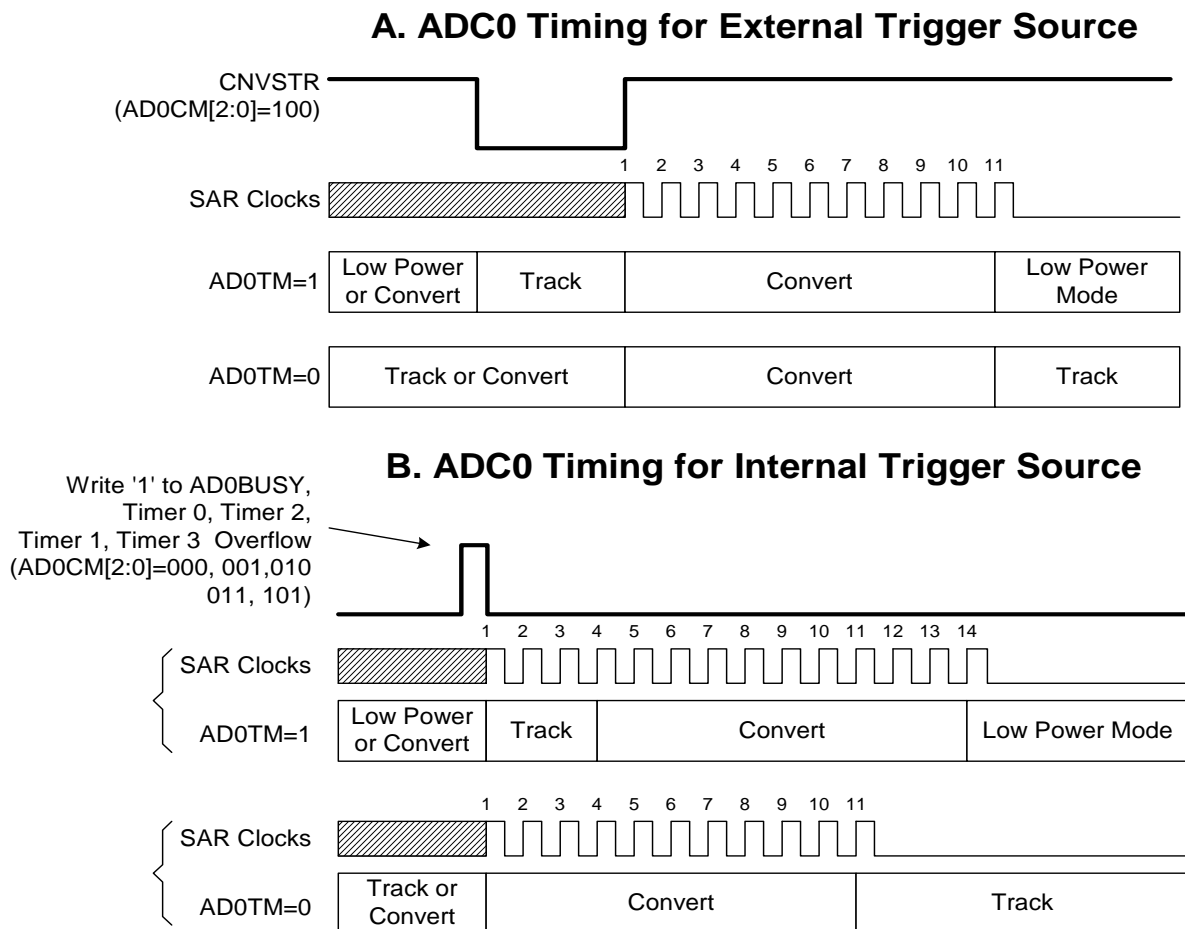 A. ADC0 Timing for External Trigger Source
CNVSTR
(AD0CM[2:0]=100)
1 2 3 4 5 6 7 8 9 10 11
SAR Clocks
AD0TM=1
Low Power
or Convert
Track
Convert
Low Power
Mode
AD0TM=0
Track or Convert
Convert
Track
B. ADC0 Timing for Internal Trigger Source
Write '1' to AD0BUSY,
Timer 0, Timer 2,
Timer 1, Timer 3 Overflow
(AD0CM[2:0]=000, 001,010
011, 101)
1 2 3 4 5 6 7 8 9 10 11 12 13 14
SAR Clocks
AD0TM=1
Low Power
or Convert
Track
Convert
Low Power Mode
1 2 3 4 5 6 7 8 9 10 11
SAR Clocks
AD0TM=0
Track or
Convert
Convert
Track